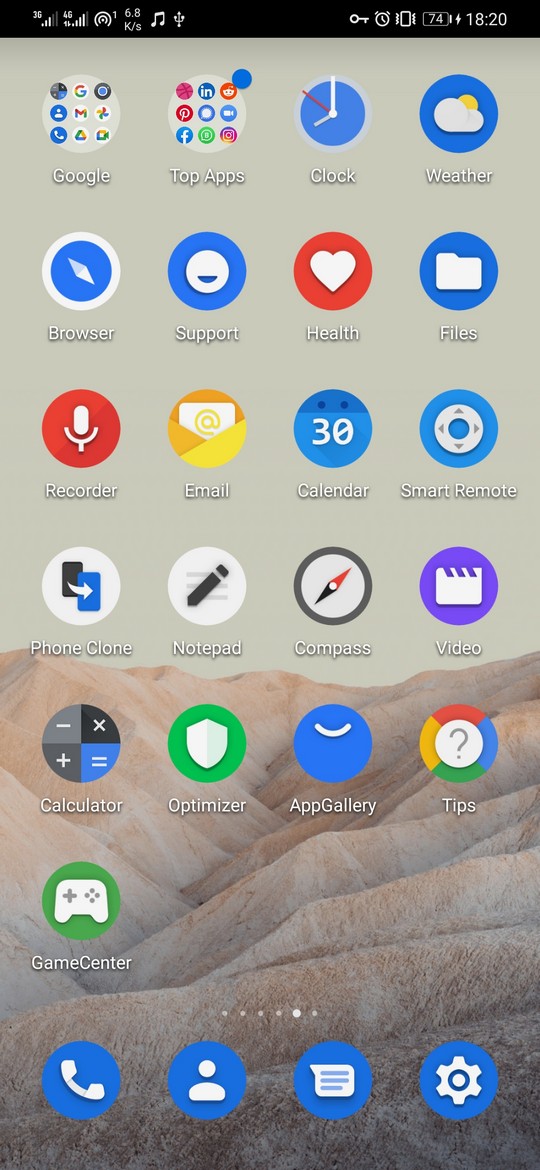 3G 4G 1 6.8 K/s 74 18:20
Google Top Apps Clock Weather
Browser Support Health Files
30
Recorder Email Calendar Smart Remote
Phone Clone Notepad Compass Video
Calculator Optimizer AppGallery Tips
GameCenter